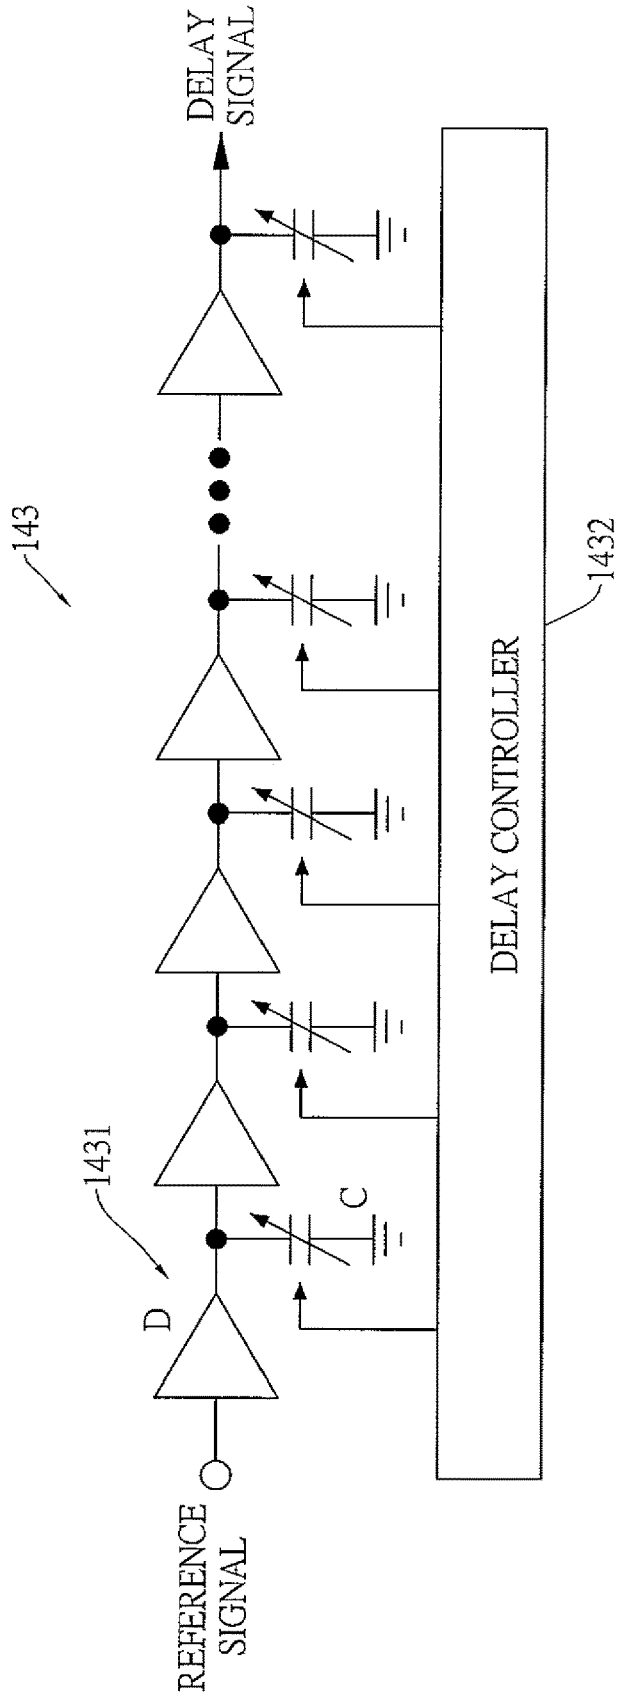 143
1431
D
C
REFERENCE
SIGNAL
DELAY
SIGNAL
DELAY CONTROLLER
1432